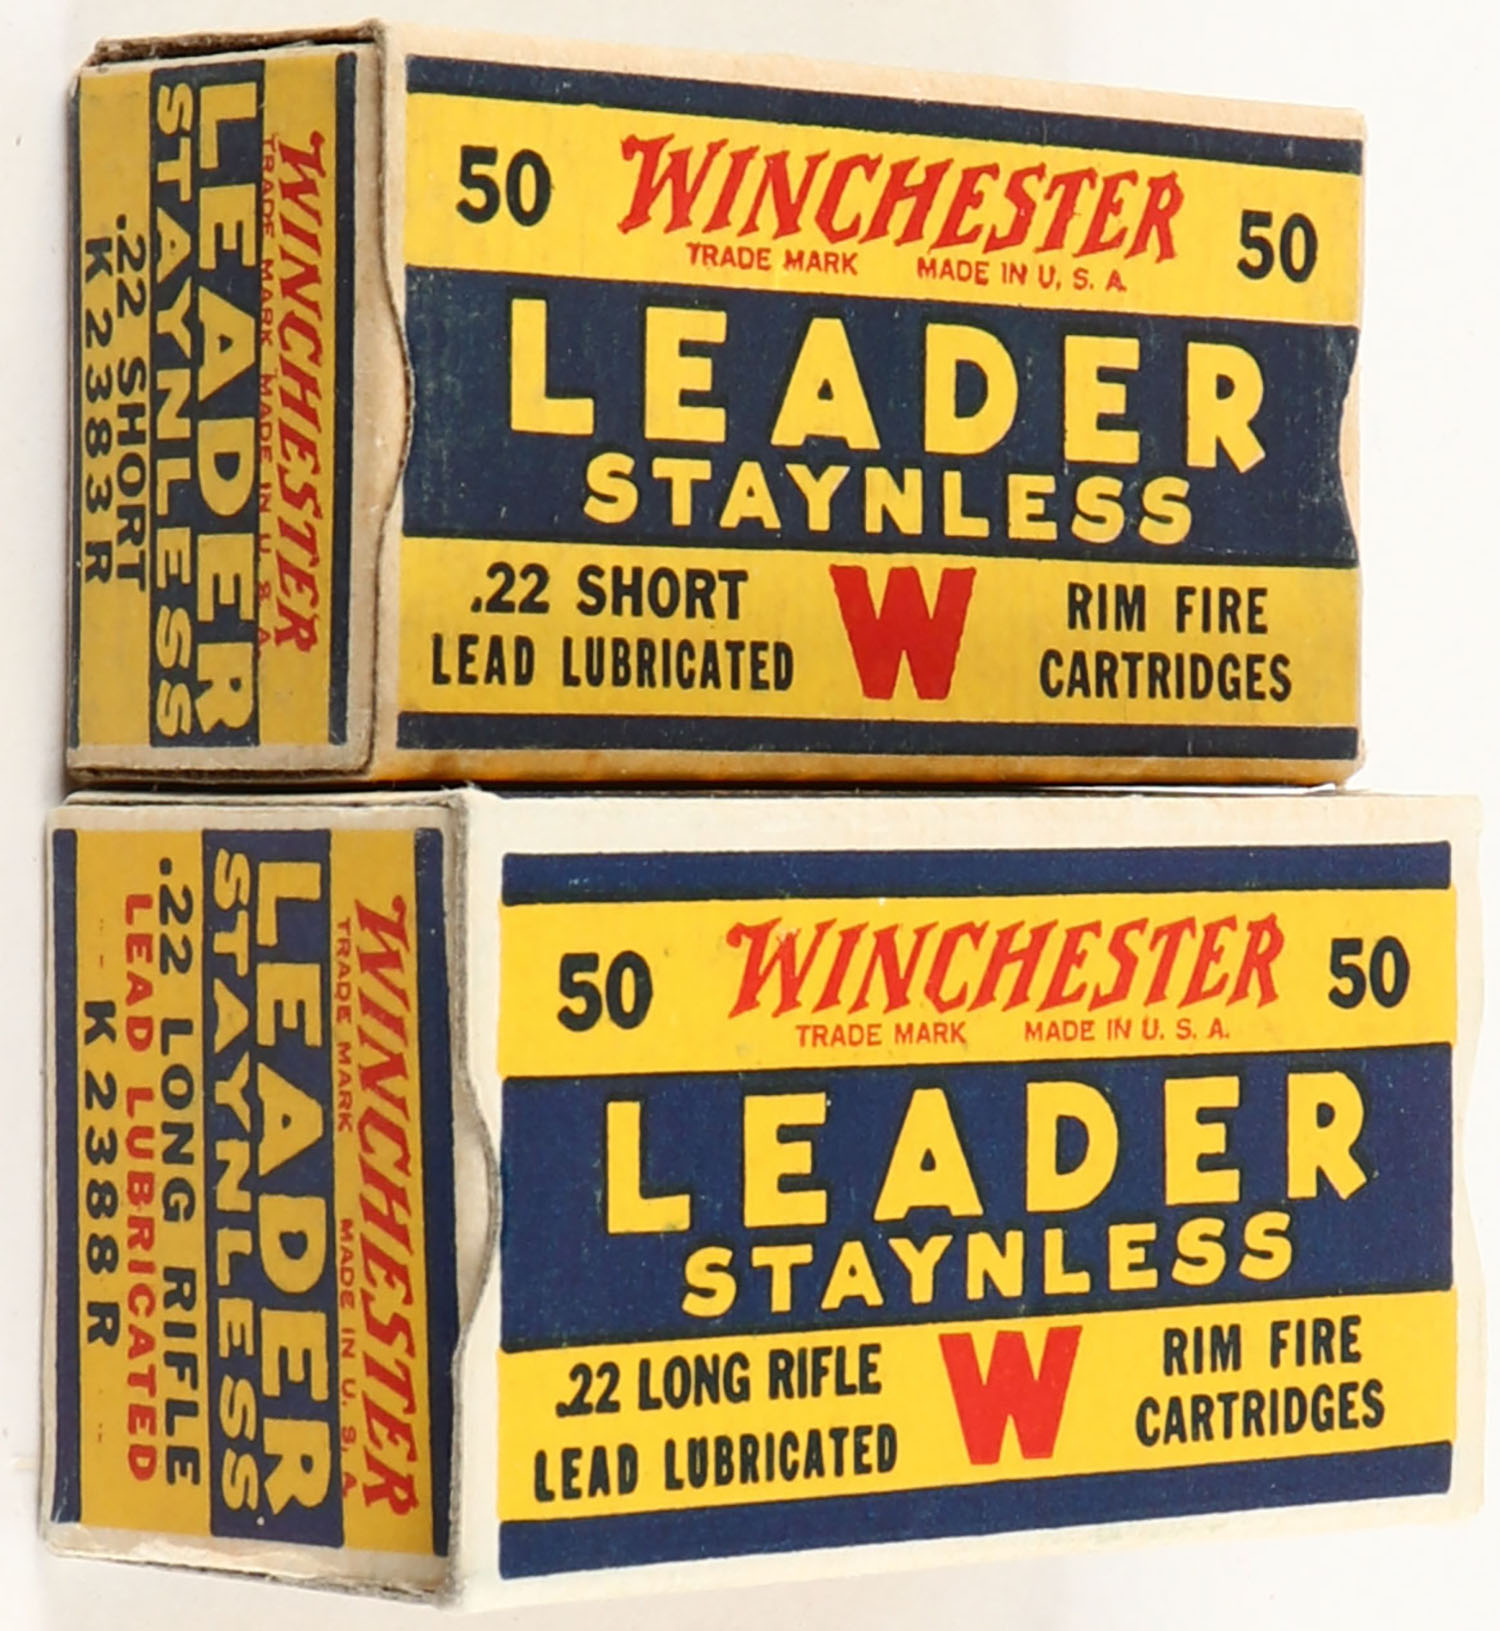 50 WINCHESTER 50
TRADE MARK MADE IN U. S. A.
LEADER
STAYNLESS
.22 SHORT W RIM FIRE
LEAD LUBRICATED CARTRIDGES
WINCHESTER
TRADE MARK MADE IN U. S. A.
LEADER
STAYNLESS
.22 SHORT
K 2383 R
50 WINCHESTER 50
TRADE MARK MADE IN U. S. A.
LEADER
STAYNLESS
.22 LONG RIFLE W RIM FIRE
LEAD LUBRICATED CARTRIDGES
WINCHESTER
TRADE MARK MADE IN U. S. A.
LEADER
STAYNLESS
.22 LONG RIFLE
LEAD LUBRICATED
K 2388 R